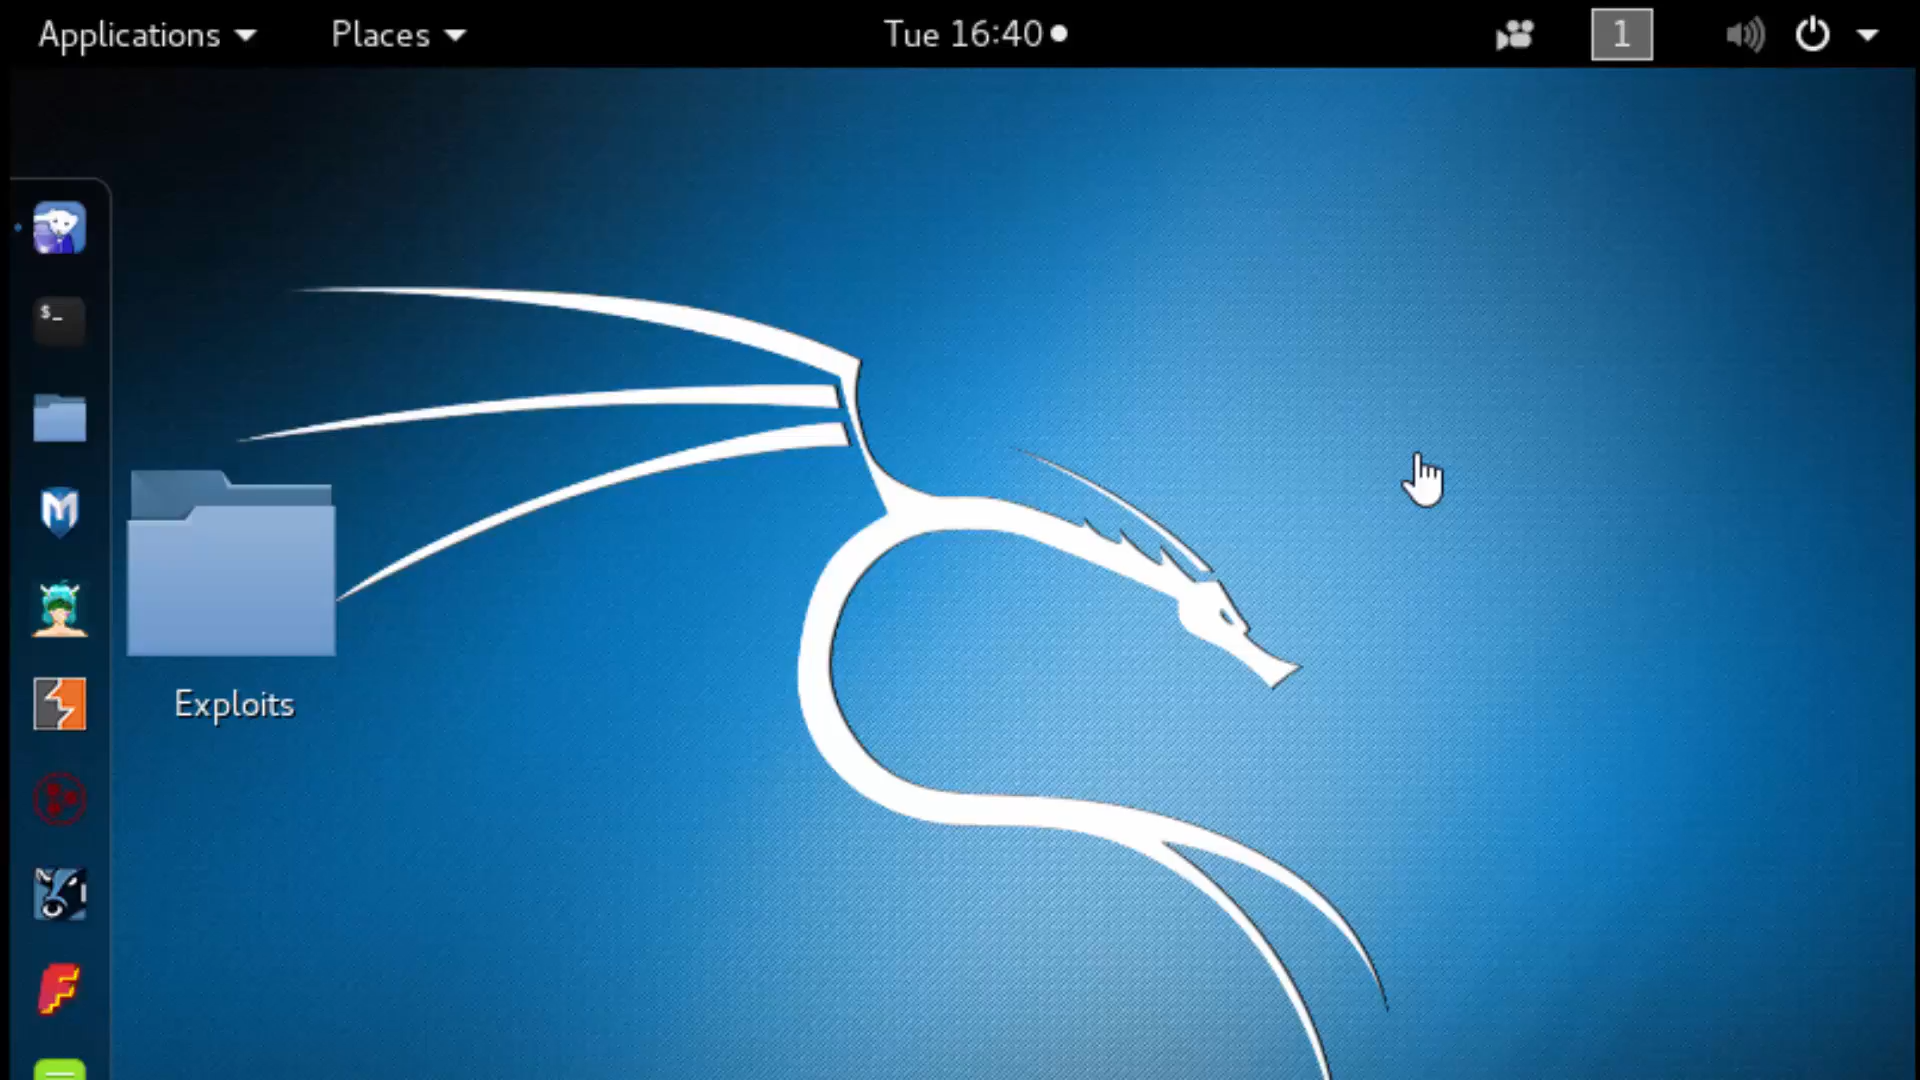 Applications
Places
Tue 16:40
1
$_
M
Exploits
F